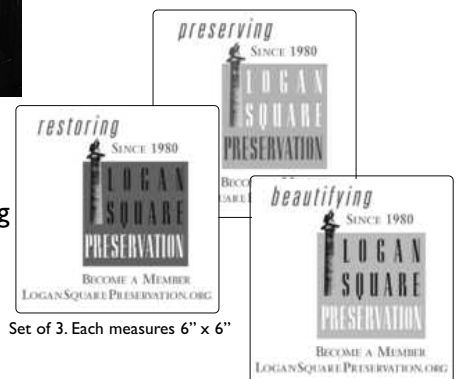 preserving
SINCE 1980
LOGAN
SQUARE
PRESERVATION
restoring
SINCE 1980
LOGAN
SQUARE
PRESERVATION
BECOME A MEMBER
LOGANSQUAREPRESERVATION.ORG
beautifying
SINCE 1980
LOGAN
SQUARE
PRESERVATION
BECOME A MEMBER
LOGANSQUAREPRESERVATION.ORG
g
Set of 3. Each measures 6” x 6”